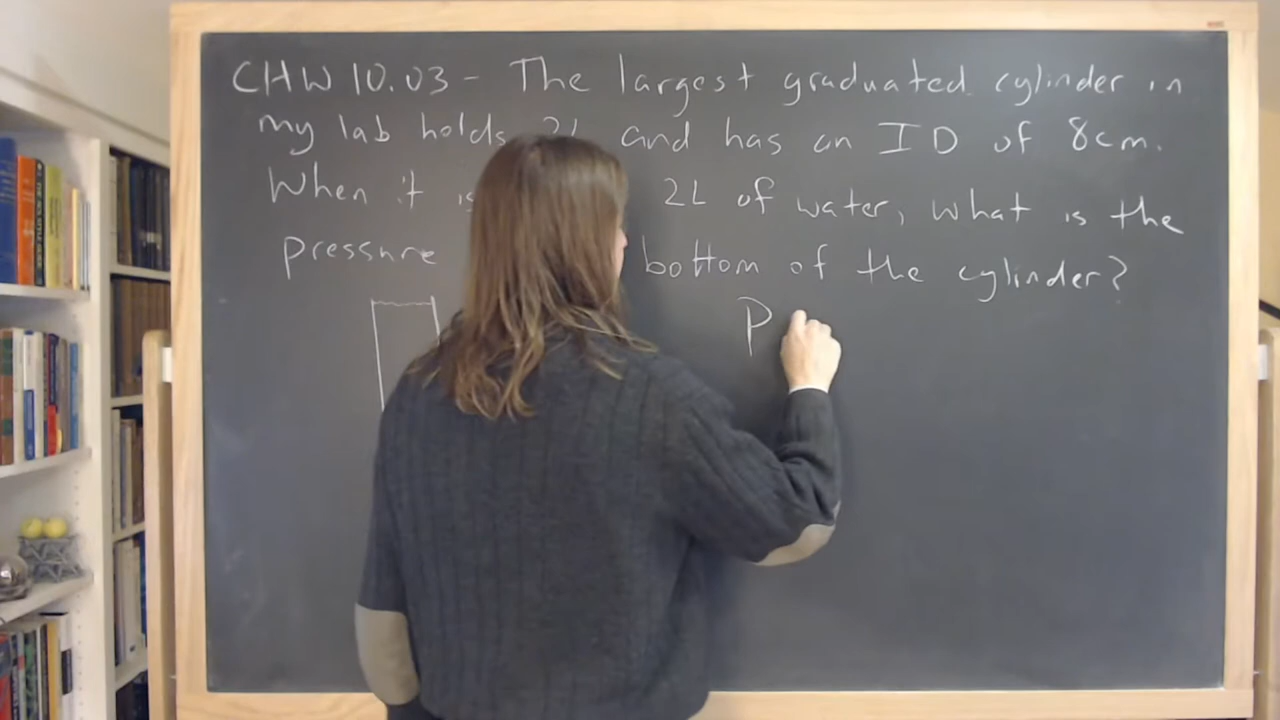 CHW 10.03 - The largest graduated cylinder in
my lab holds 2L and has an ID of 8cm.
When it is 2L of water, what is the
pressure bottom of the cylinder?
P